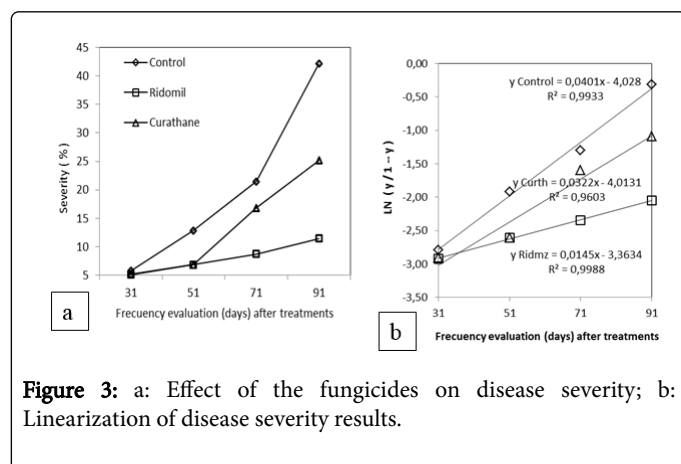 45
40
35
30
25
20
15
10
5
Severity (%)
Control
Ridomil
Curathane
31 51 71 91
Frecuency evaluation (days) after treatments
a
0,00
-0,50
-1,00
-1,50
-2,00
-2,50
-3,00
-3,50
LN (y / 1 – y)
y Control = 0,0401x - 4,028
R² = 0,9933
y Curth = 0,0322x - 4,0131
R² = 0,9603
y Ridmz = 0,0145x - 3,3634
R² = 0,9988
31 51 71 91
Frecuency evaluation (days) after treatments
b
Figure 3: a: Effect of the fungicides on disease severity; b:
Linearization of disease severity results.